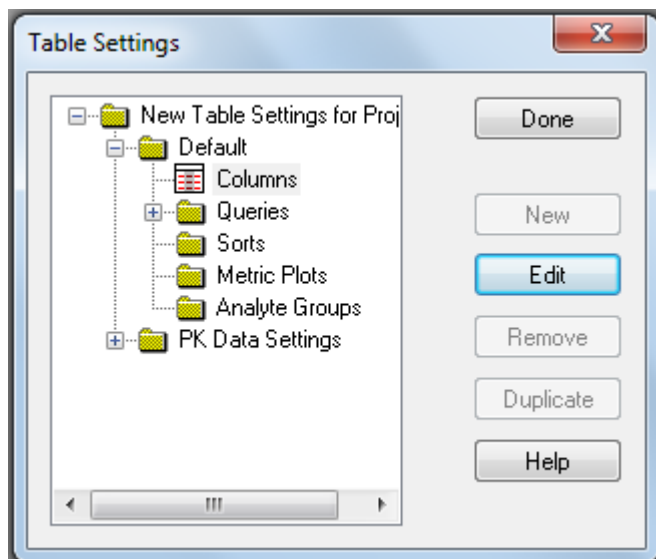 Table Settings
New Table Settings for Proj
Default
Columns
Queries
Sorts
Metric Plots
Analyte Groups
PK Data Settings
Done
New
Edit
Remove
Duplicate
Help